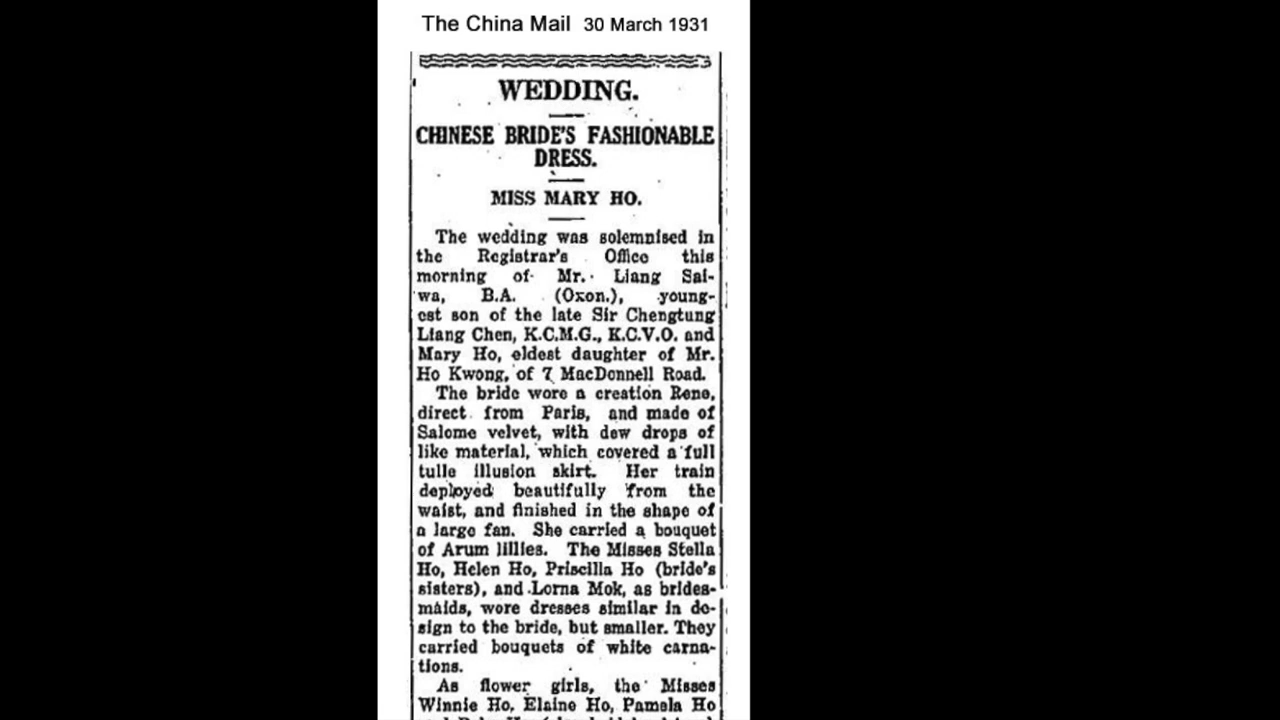 The China Mail 30 March 1931
WEDDING.
CHINESE BRIDE'S FASHIONABLE
DRESS.
MISS MARY HO.
The wedding was solemnised in
the Registrar's Office this
morning of Mr. Liang Sai-
wa, B.A. (Oxon.), young-
est son of the late Sir Chengtung
Liang Chen, K.C.M.G., K.C.V.O. and
Mary Ho, eldest daughter of Mr.
Ho Kwong, of 7 MacDonnell Road.
The bride wore a creation Rene,
direct from Paris, and made of
Salome velvet, with dew drops of
like material, which covered a full
tulle illusion skirt. Her train
deployed beautifully from the
waist, and finished in the shape of
a large fan. She carried a bouquet
of Arum lillies. The Misses Stella
Ho, Helen Ho, Priscilla Ho (bride's
sisters), and Lorna Mok, as brides-
maids, wore dresses similar in de-
sign to the bride, but smaller. They
carried bouquets of white carna-
tions.
As flower girls, the Misses
Winnie Ho, Elaine Ho, Pamela Ho